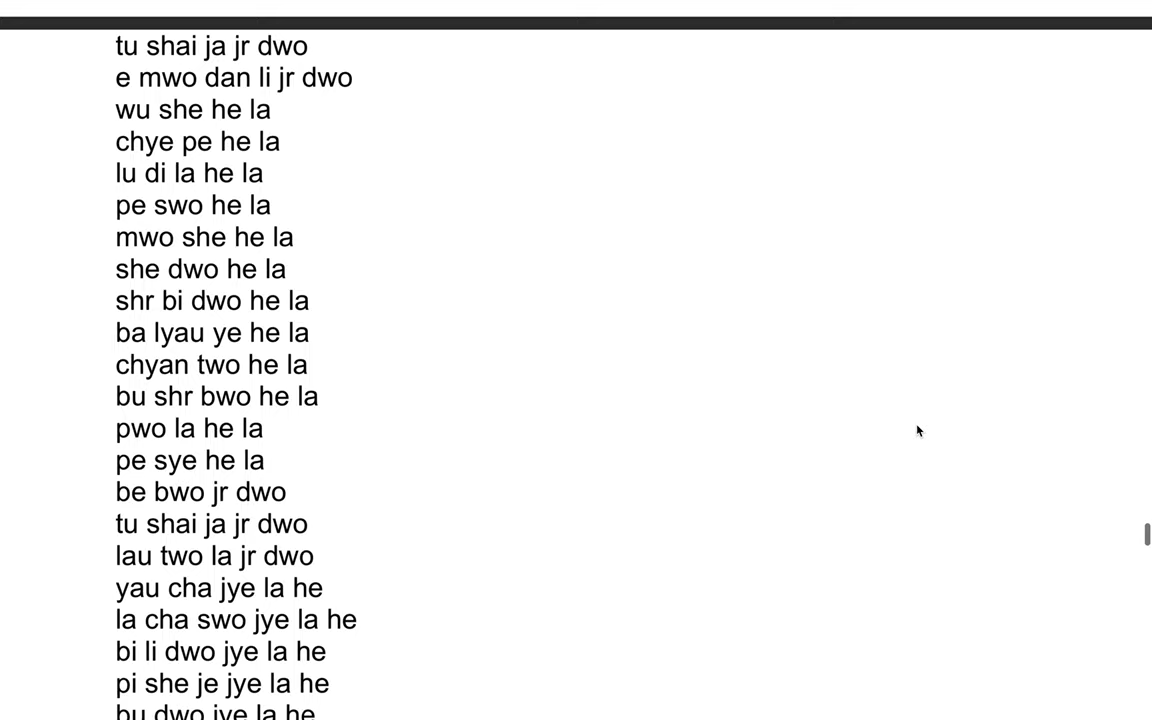 tu shai ja jr dwo
e mwo dan li jr dwo
wu she he la
chye pe he la
lu di la he la
pe swo he la
mwo she he la
she dwo he la
shr bi dwo he la
ba lyau ye he la
chyan two he la
bu shr bwo he la
pwo la he la
pe sye he la
be bwo jr dwo
tu shai ja jr dwo
lau two la jr dwo
yau cha jye la he
la cha swo jye la he
bi li dwo jye la he
pi she je jye la he
bu dwo jye la he